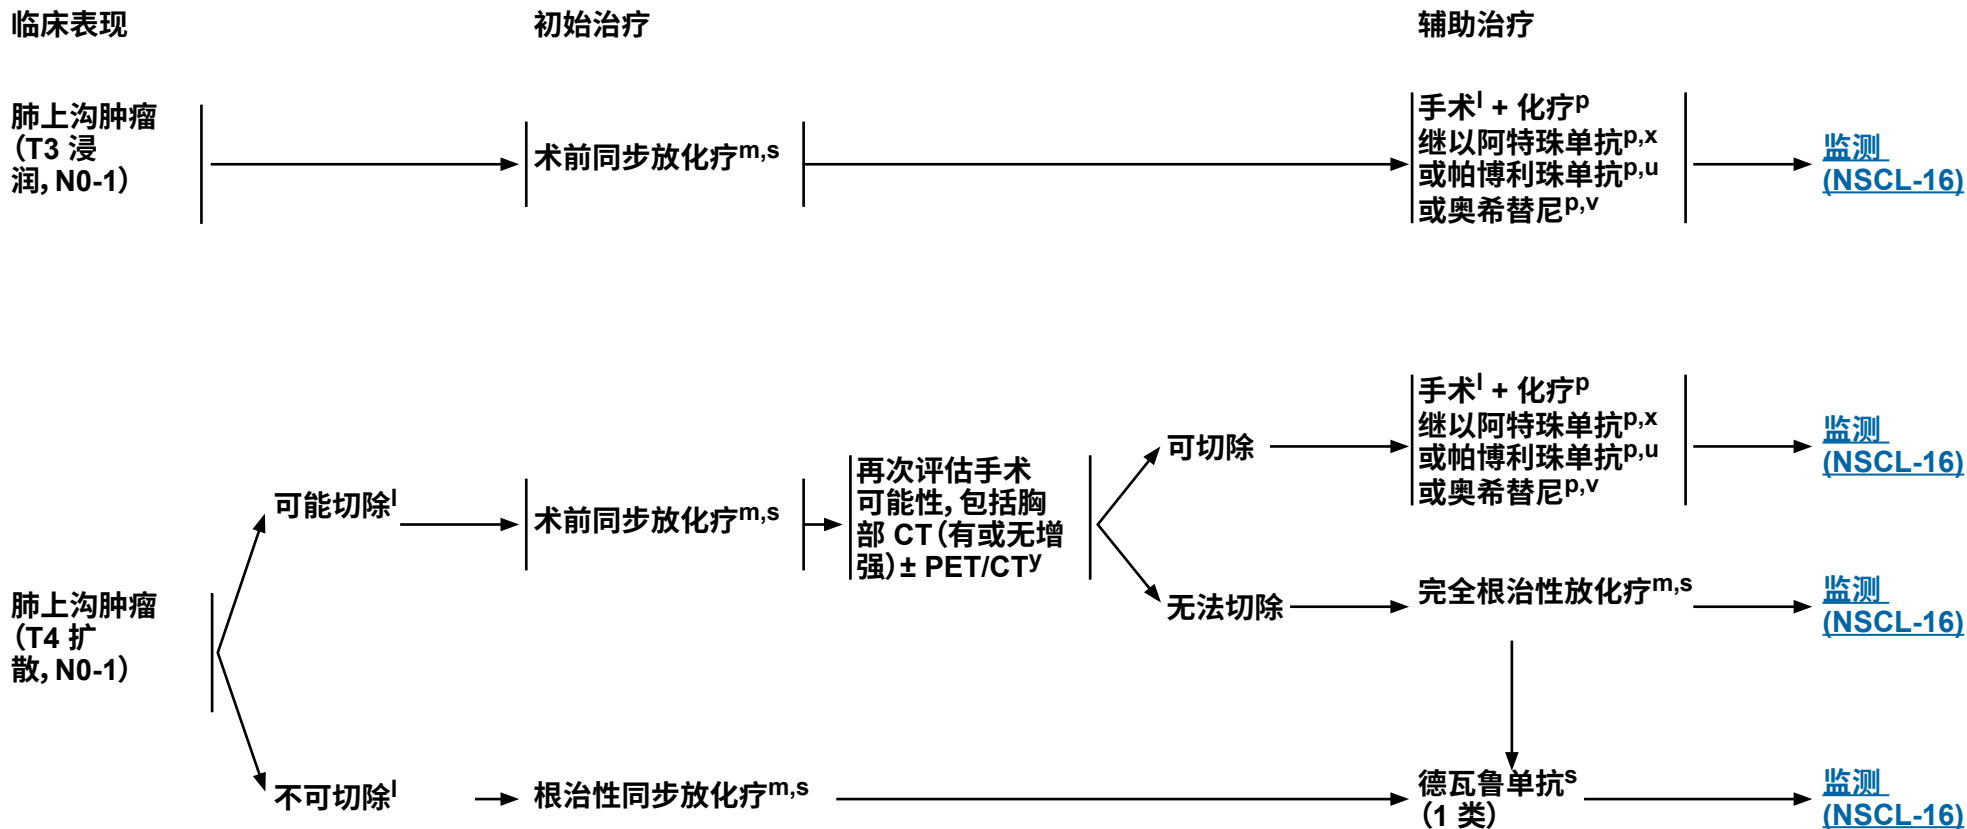 临床表现
初始治疗
辅助治疗
肺上沟肿瘤
（T3 浸
润, N0-1）
术前同步放化疗m,s
手术l + 化疗p
继以阿特珠单抗p,x
或帕博利珠单抗p,u
或奥希替尼p,v
监测
(NSCL-16)
肺上沟肿瘤
（T4 扩
散, N0-1）
可能切除l
术前同步放化疗m,s
再次评估手术
可能性, 包括胸
部 CT（有或无增
强）± PET/CTy
可切除
手术l + 化疗p
继以阿特珠单抗p,x
或帕博利珠单抗p,u
或奥希替尼p,v
监测
(NSCL-16)
无法切除
完全根治性放化疗m,s
监测
(NSCL-16)
不可切除l
根治性同步放化疗m,s
德瓦鲁单抗s
（1 类）
监测
(NSCL-16)